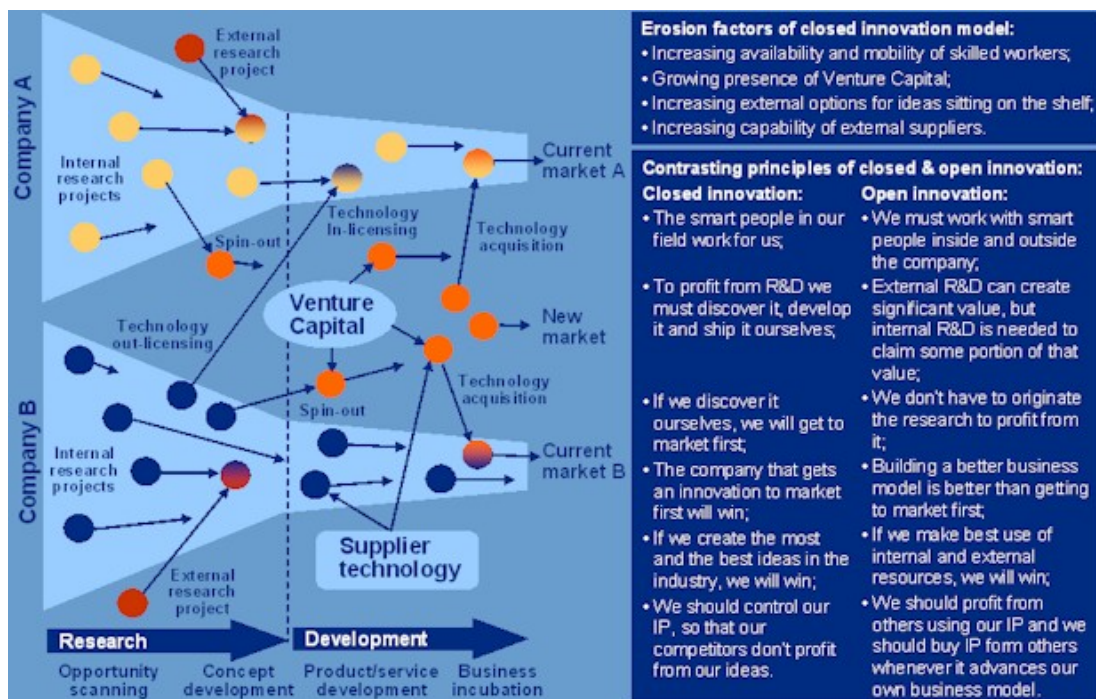 Company A
External
research
project
Internal
research
projects
Spin-out
Technology
In-licensing
Technology
acquisition
Current
market A
Venture
Capital
New
market
Technology
out-licensing
Company B
Spin-out
Technology
acquisition
Internal
research
projects
Current
market B
Supplier
technology
External
research
project
Research
Development
Opportunity
scanning
Concept
development
Product/service
development
Business
incubation
Erosion factors of closed innovation model:
• Increasing availability and mobility of skilled workers;
• Growing presence of Venture Capital;
• Increasing external options for ideas sitting on the shelf;
• Increasing capability of external suppliers.
Contrasting principles of closed & open innovation:
Closed innovation:
• The smart people in our
field work for us;
• To profit from R&D we
must discover it, develop
it and ship it ourselves;
• If we discover it
ourselves, we will get to
market first;
• The company that gets
an innovation to market
first will win;
• If we create the most
and the best ideas in the
industry, we will win;
• We should control our
IP, so that our
competitors don't profit
from our ideas.
Open innovation:
• We must work with smart
people inside and outside
the company;
• External R&D can create
significant value, but
internal R&D is needed to
claim some portion of that
value;
• We don't have to originate
the research to profit from
it;
• Building a better business
model is better than getting
to market first;
• If we make best use of
internal and external
resources, we will win;
• We should profit from
others using our IP and we
should buy IP form others
whenever it advances our
own business model